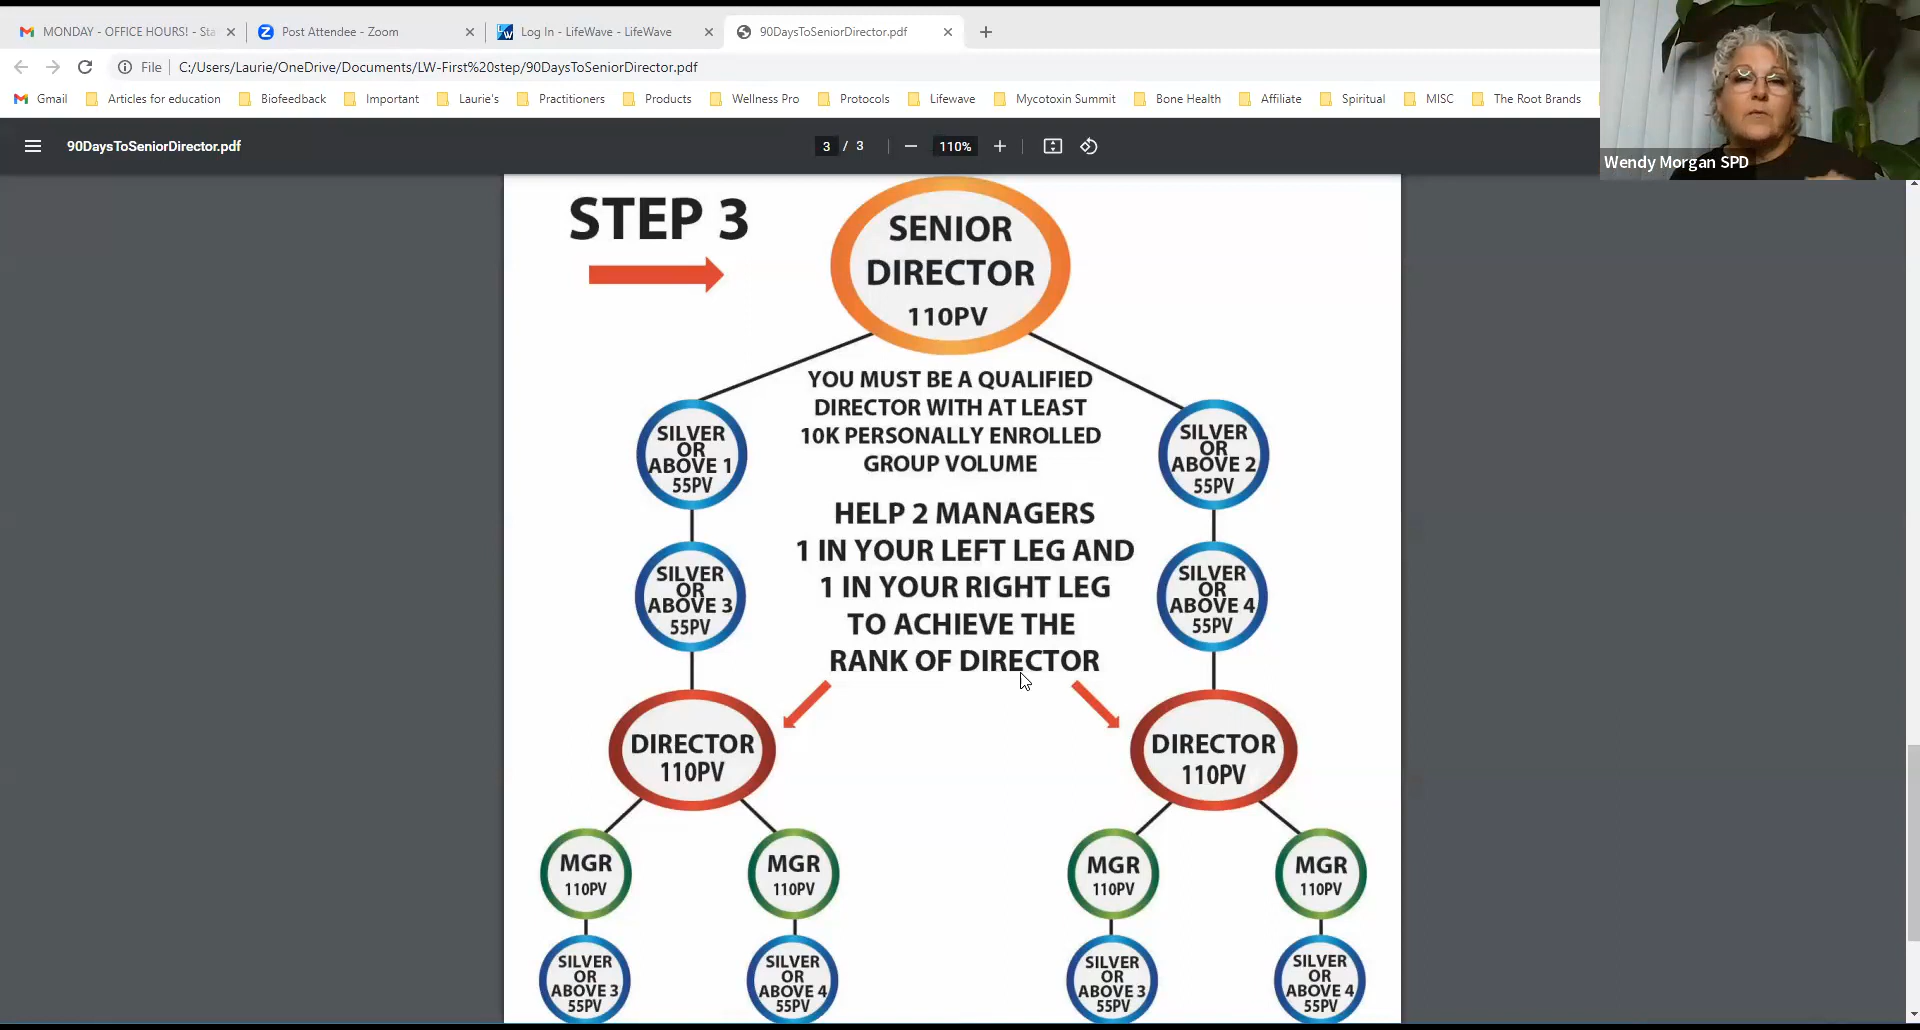 MONDAY - OFFICE HOURS! - Sta
Post Attendee - Zoom
Log In - LifeWave - LifeWave
90DaysToSeniorDirector.pdf
File
C:/Users/Laurie/OneDrive/Documents/LW-First%20step/90DaysToSeniorDirector.pdf
Gmail
Articles for education
Biofeedback
Important
Laurie's
Practitioners
Products
Wellness Pro
Protocols
Lifewave
Mycotoxin Summit
Bone Health
Affiliate
Spiritual
MISC
The Root Brands
90DaysToSeniorDirector.pdf
3 / 3
110%
Wendy Morgan SPD
STEP 3
SENIOR
DIRECTOR
110PV
YOU MUST BE A QUALIFIED
DIRECTOR WITH AT LEAST
10K PERSONALLY ENROLLED
GROUP VOLUME
SILVER
OR
ABOVE 1
55PV
SILVER
OR
ABOVE 2
55PV
HELP 2 MANAGERS
1 IN YOUR LEFT LEG AND
1 IN YOUR RIGHT LEG
TO ACHIEVE THE
RANK OF DIRECTOR
SILVER
OR
ABOVE 3
55PV
SILVER
OR
ABOVE 4
55PV
DIRECTOR
110PV
DIRECTOR
110PV
MGR
110PV
MGR
110PV
MGR
110PV
MGR
110PV
SILVER
OR
ABOVE 3
55PV
SILVER
OR
ABOVE 4
55PV
SILVER
OR
ABOVE 3
55PV
SILVER
OR
ABOVE 4
55PV